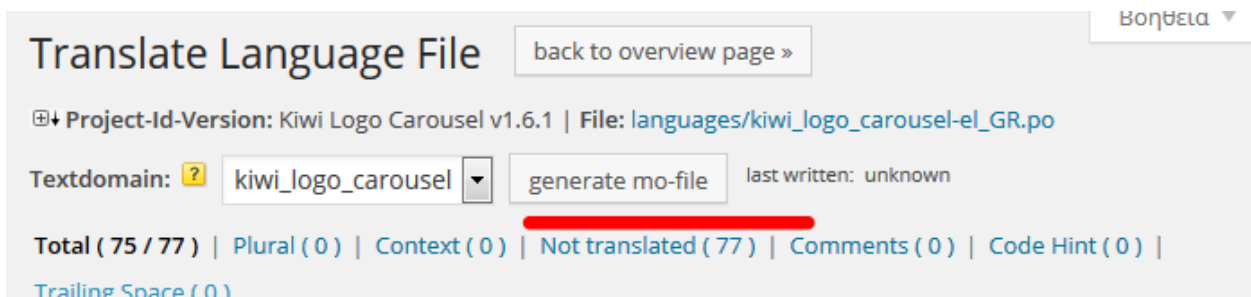 Βοήθεια
Translate Language File back to overview page »
Project-Id-Version: Kiwi Logo Carousel v1.6.1 | File: languages/kiwi_logo_carousel-el_GR.po
Textdomain: ? kiwi_logo_carousel generate mo-file last written: unknown
Total ( 75 / 77 ) | Plural ( 0 ) | Context ( 0 ) | Not translated ( 77 ) | Comments ( 0 ) | Code Hint ( 0 ) |
Trailing Space ( 0 )